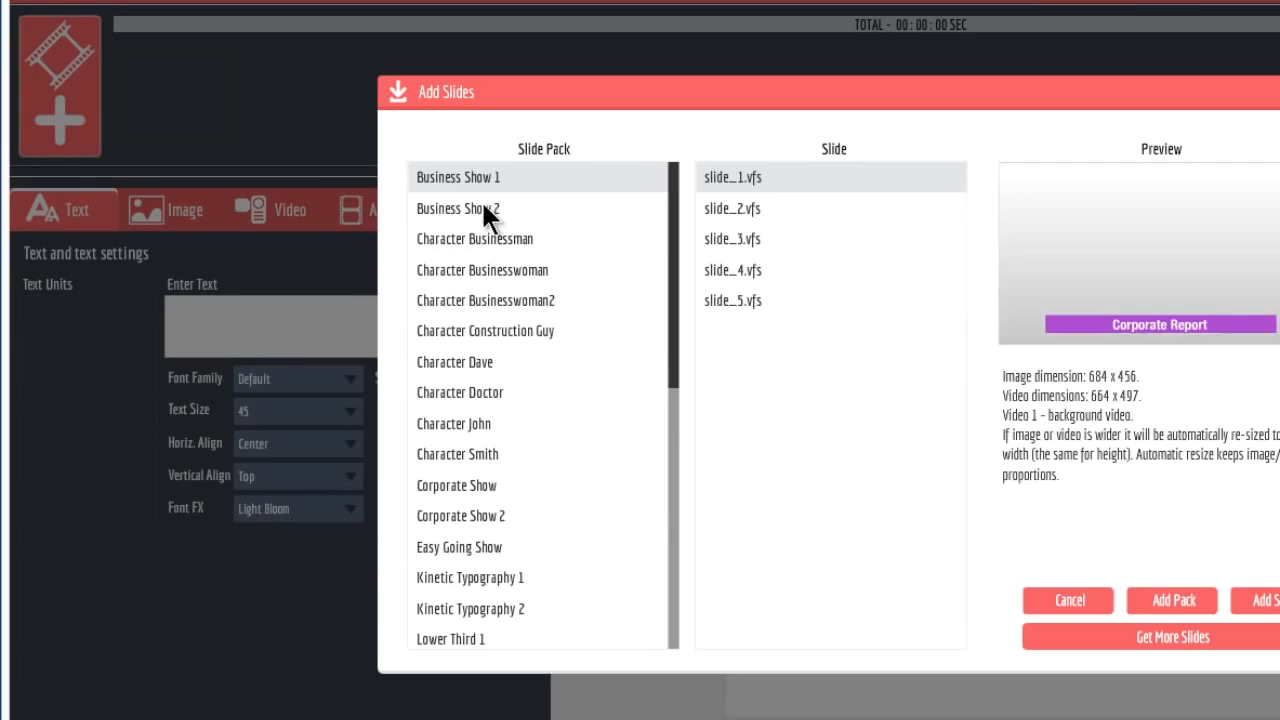 TOTAL - 00 : 00 : 00 SEC
Add Slides
Slide Pack
Slide
Preview
Business Show 1
Business Show 2
Character Businessman
Character Businesswoman
Character Businesswoman2
Character Construction Guy
Character Dave
Character Doctor
Character John
Character Smith
Corporate Show
Corporate Show 2
Easy Going Show
Kinetic Typography 1
Kinetic Typography 2
Lower Third 1
slide_1.vfs
slide_2.vfs
slide_3.vfs
slide_4.vfs
slide_5.vfs
Corporate Report
Image dimension: 684 x 456.
Video dimensions: 664 x 497.
Video 1 - background video.
If image or video is wider it will be automatically re-sized to
width (the same for height). Automatic resize keeps image/
proportions.
Cancel
Add Pack
Add S
Get More Slides
Text
Image
Video
A
Text and text settings
Text Units
Enter Text
Font Family
Default
Text Size
45
Horiz. Align
Center
Vertical Align
Top
Font FX
Light Bloom